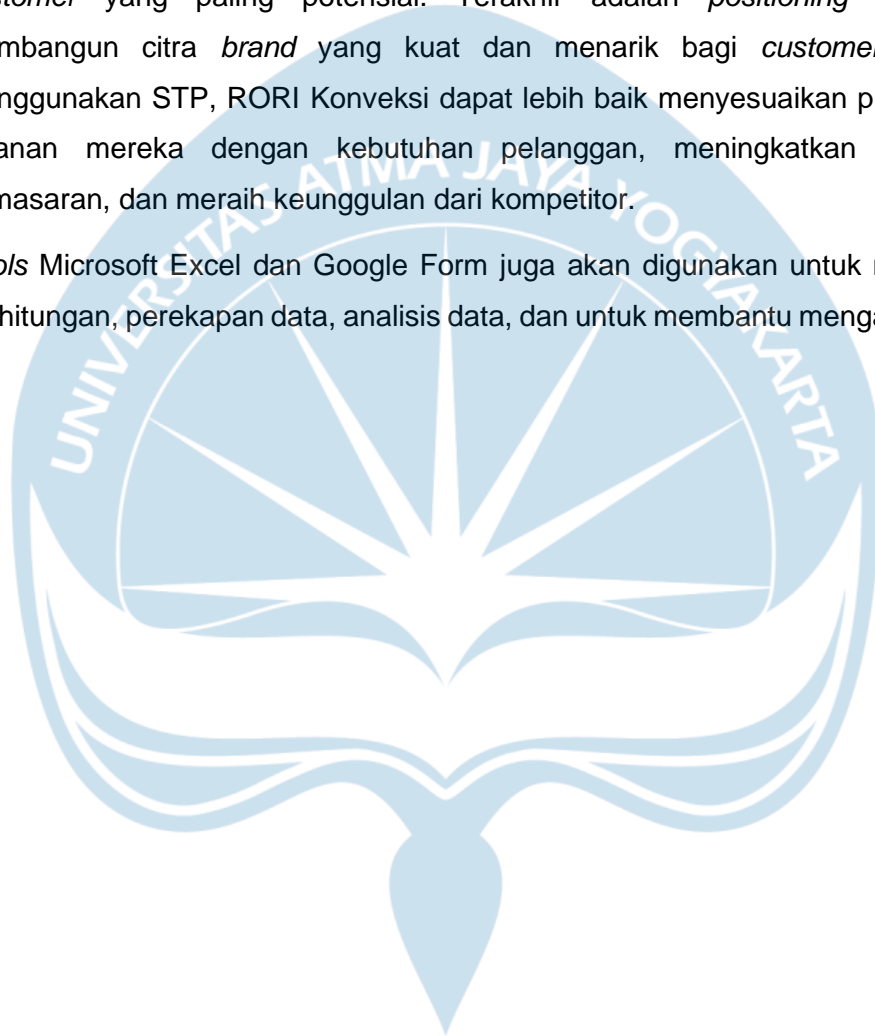 stomer yang paling potensial. Terakhir adalah positioning
mbangun citra brand yang kuat dan menarik bagi customer
nggunakan STP, RORI Konveksi dapat lebih baik menyesuaikan p
anan mereka dengan kebutuhan pelanggan, meningkatkan
masaran, dan meraih keunggulan dari kompetitor.
ols Microsoft Excel dan Google Form juga akan digunakan untuk
hitungan, perekapan data, analisis data, dan untuk membantu menga
UNIVERSITAS ATMA JAYA YOGYAKARTA